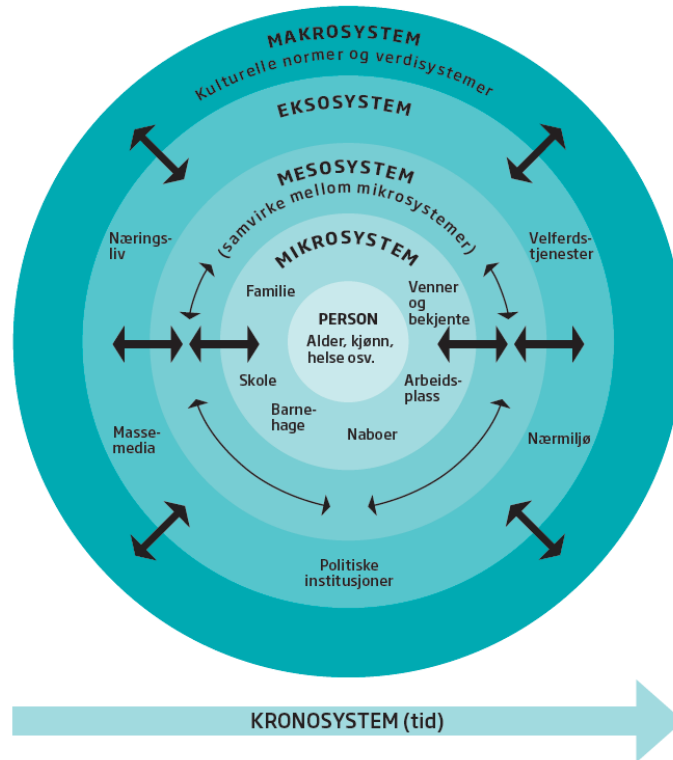 MAKROSYSTEM
Kulturelle normer og verdisystemer
EKSOSYSTEM
MESOSYSTEM
(samvirke mellom mikrosystemer)
MIKROSYSTEM
Nærings-
liv
Velferds-
tjenester
Familie
Venner
og
bekjente
PERSON
Alder, kjønn,
helse osv.
Skole
Barne-
hage
Naboer
Arbeids-
plass
Masse-
media
Nærmiljø
Politiske
institusjoner
KRONOSYSTEM (tid)